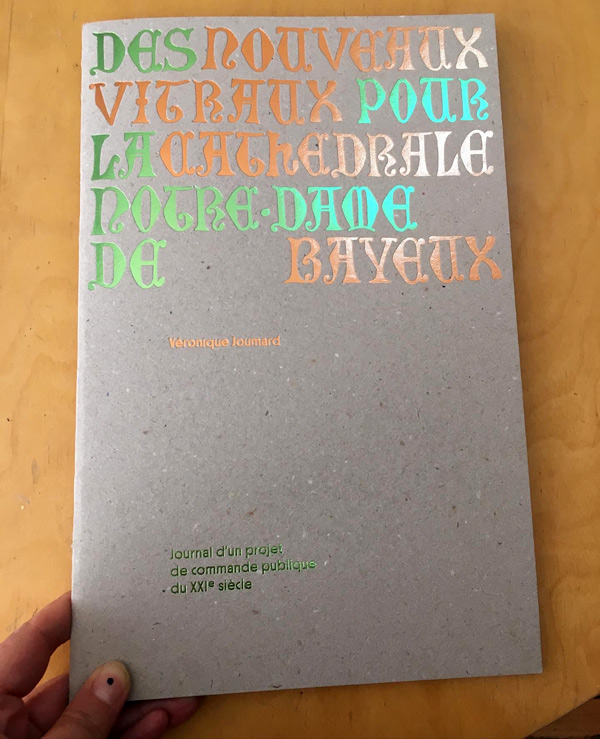 DES NOUVEAUX
VITRAUX POUR
LA CATHEDRALE
NOTRE-DAME
DE BAYEUX
Véronique Joumard
Journal d'un projet
de commande publique
du XXIe siècle